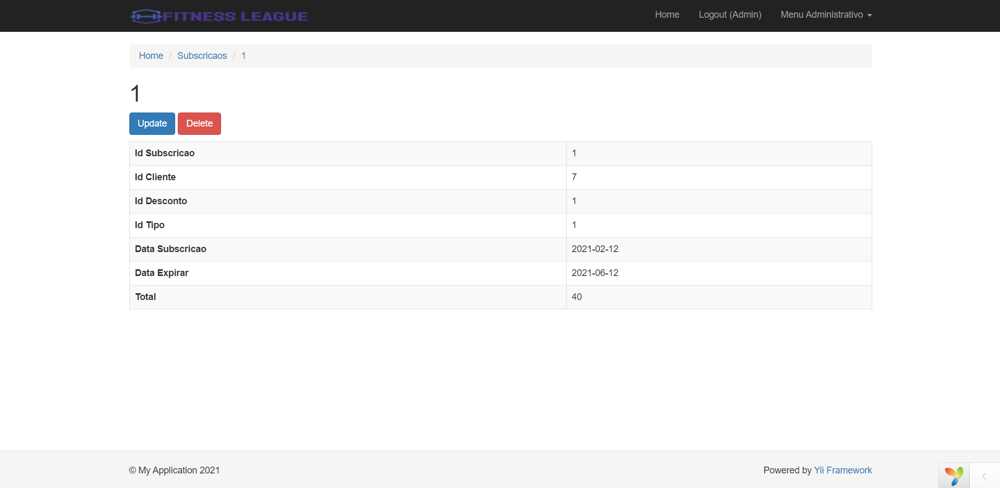 FITNESS LEAGUE Home Logout (Admin) Menu Administrativo
Home / Subscricaos / 1
1
Update Delete
Id Subscricao 1
Id Cliente 7
Id Desconto 1
Id Tipo 1
Data Subscricao 2021-02-12
Data Expirar 2021-06-12
Total 40
© My Application 2021 Powered by Yii Framework